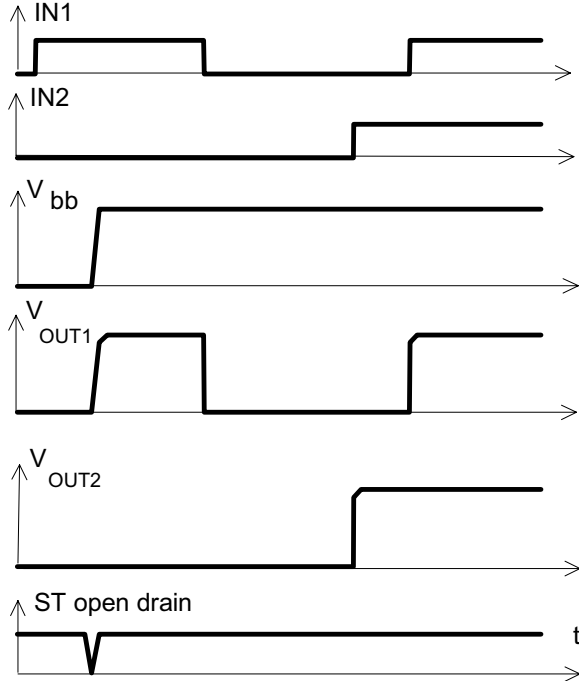 IN1
IN2
V bb
V OUT1
V OUT2
ST open drain
t